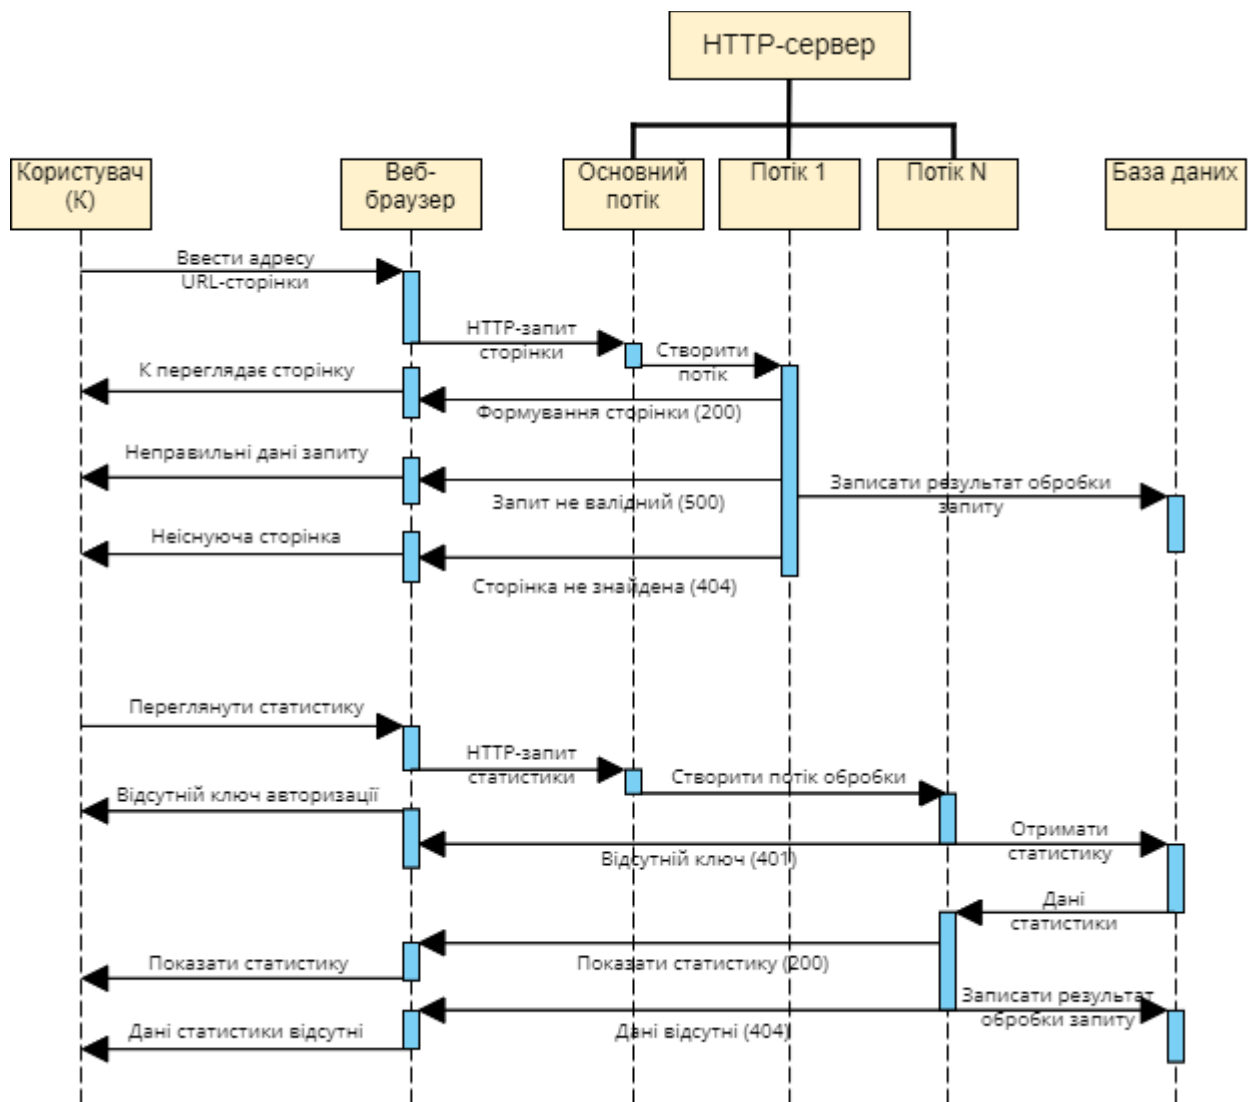 HTTP-сервер
Користувач
(К)
Веб-
браузер
Основний
потік
Потік 1
Потік N
База даних
Ввести адресу
URL-сторінки
HTTP-запит
сторінки
Створити
потік
К переглядає сторінку
Формування сторінки (200)
Неправильні дані запиту
Запит не валідний (500)
Записати результат обробки
запиту
Неіснуюча сторінка
Сторінка не знайдена (404)
Переглянути статистику
HTTP-запит
статистики
Створити потік обробки
Відсутній ключ авторизації
Відсутній ключ (401)
Отримати
статистику
Дані
статистики
Показати статистику
Показати статистику (200)
Записати результат
обробки запиту
Дані статистики відсутні
Дані відсутні (404)